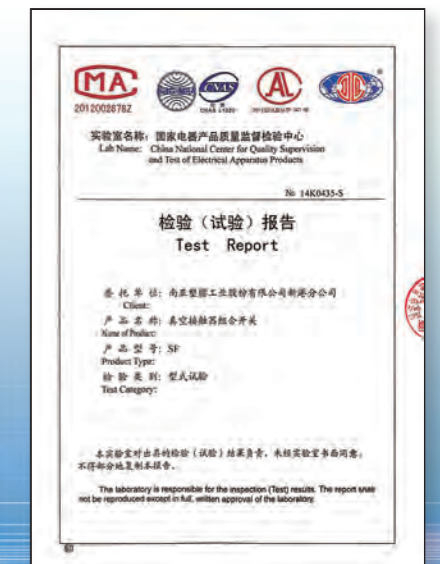 MA
2012002878Z
CNAS
AL
实验室名称：国家电器产品质量监督检验中心
Lab Name: China National Center for Quality Supervision
and Test of Electrical Apparatus Products
№ 14K0435-S
检验（试验）报告
Test Report
委托单位：南亚塑胶工业股份有限公司新港分公司
Client:
产品名称：真空接触器组合开关
Name of Product:
产品型号：SF
Product Type:
检验类别：型式试验
Test Category:
本实验室对出具的检验（试验）结果负责，未经实验室书面同意，
不得部分地复制本报告。
The laboratory is responsible for the inspection (Test) results. The report shall
not be reproduced except in full, written approval of the laboratory.